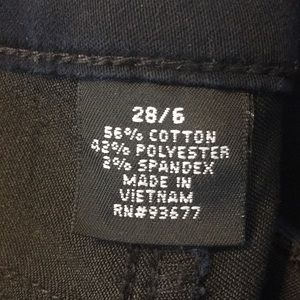 28/6
56% COTTON
42% POLYESTER
2% SPANDEX
MADE IN
VIETNAM
RN#93677